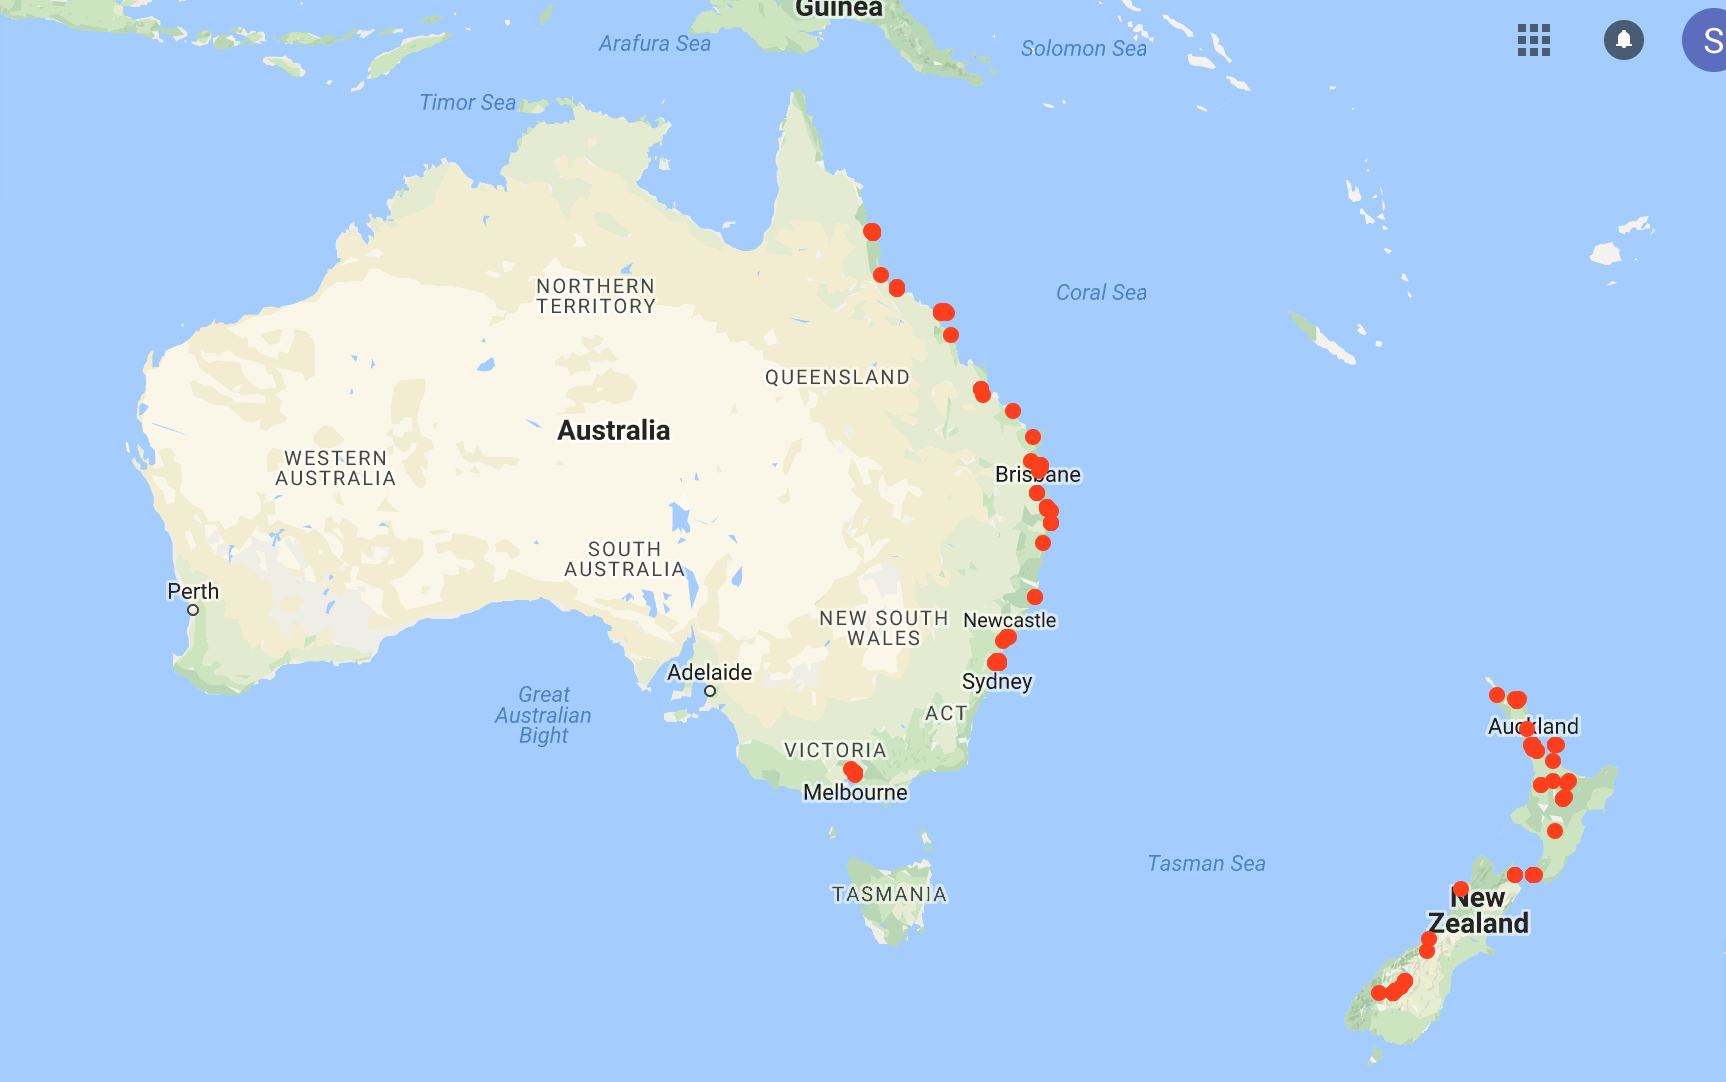 Guinea
Arafura Sea
Solomon Sea
S
Timor Sea
NORTHERN
TERRITORY
Coral Sea
QUEENSLAND
Australia
WESTERN
AUSTRALIA
Brisbane
SOUTH
AUSTRALIA
Perth
NEW SOUTH
WALES
Newcastle
Adelaide
Sydney
Great
Australian
Bight
ACT
Auckland
VICTORIA
Melbourne
Tasman Sea
TASMANIA
New
Zealand